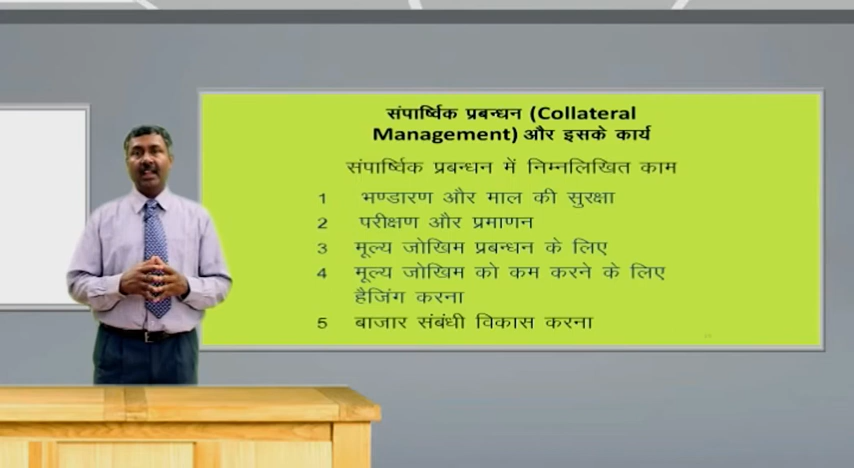 संपार्ष्विक प्रबन्धन (Collateral
Management) और इसके कार्य
संपार्ष्विक प्रबन्धन में निम्नलिखित काम
1 भण्डारण और माल की सुरक्षा
2 परीक्षण और प्रमाणन
3 मूल्य जोखिम प्रबन्धन के लिए
4 मूल्य जोखिम को कम करने के लिए
हैजिंग करना
5 बाजार संबंधी विकास करना